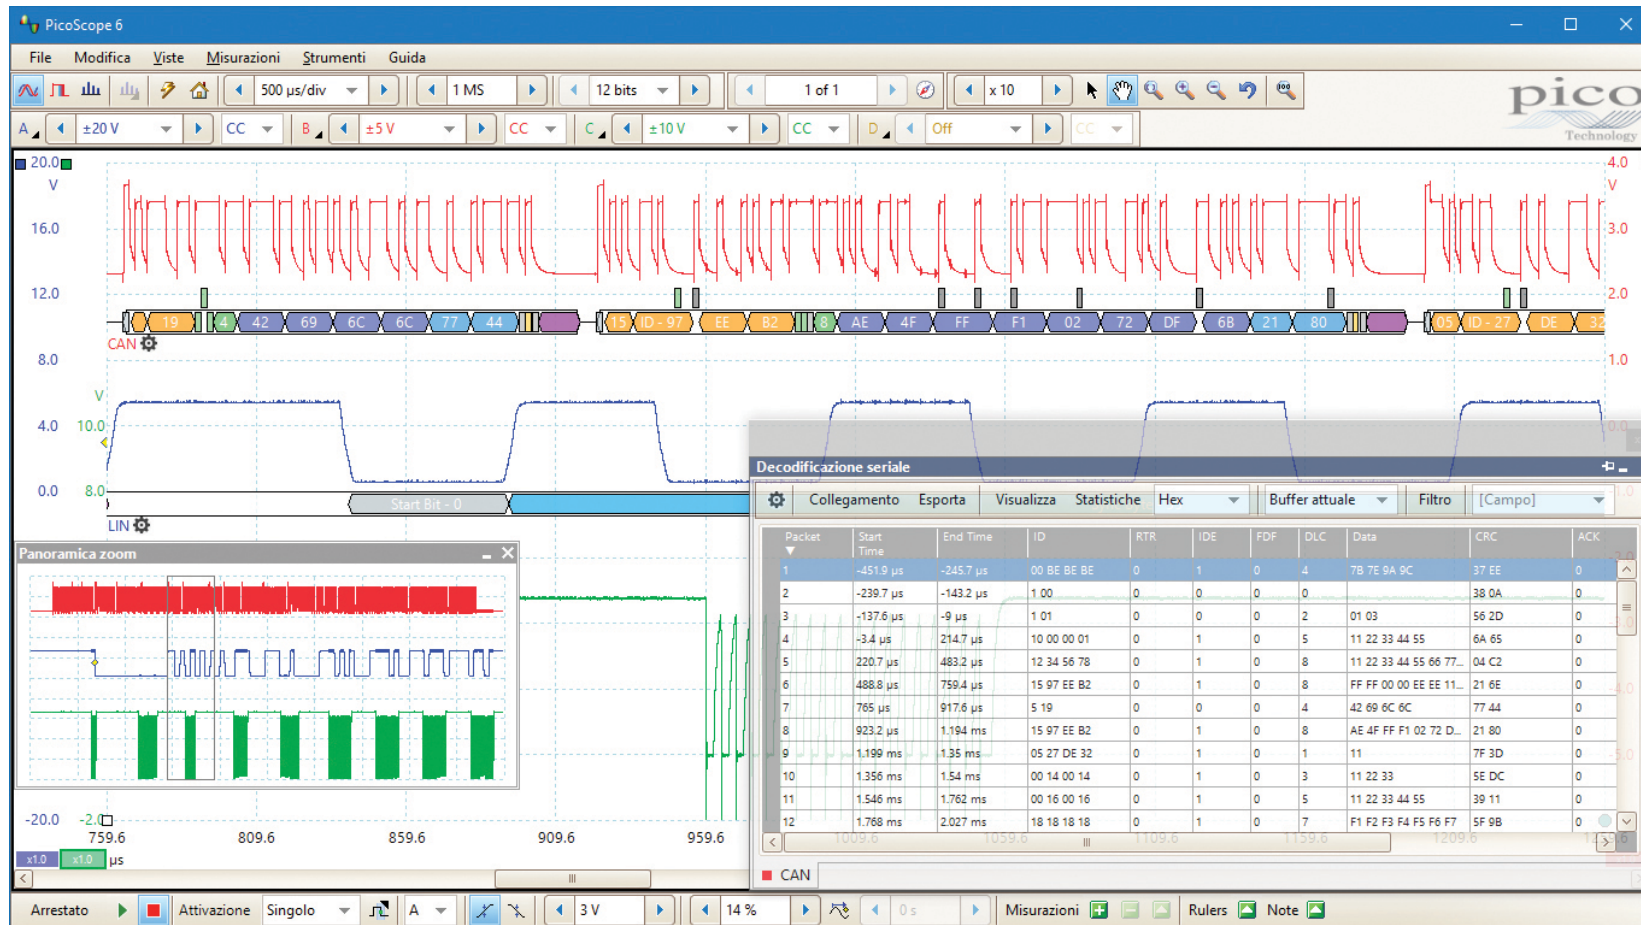 PicoScope 6
File Modifica Viste Misurazioni Strumenti Guida
500 µs/div 1 MS 12 bits 1 of 1 x 10
pico
Technology
A ±20 V CC B ±5 V CC C ±10 V CC D Off CC
20.0 4.0
V V
16.0 3.0
12.0 2.0
19 4 42 69 6C 6C 77 44 15 ID - 97 EE B2 8 AE 4F FF F1 02 72 DF 6B 21 80 05 ID - 27 DE 32
CAN
8.0 1.0
V
4.0 10.0 0.0
Decodificazione seriale
0.0 8.0 -1.0
Start Bit - 0
LIN
Collegamento Esporta Visualizza Statistiche Hex Buffer attuale Filtro [Campo]
Panoramica zoom
Packet Start Time End Time ID RTR IDE FDF DLC Data CRC ACK
1 -451.9 µs -245.7 µs 00 BE BE BE 0 1 0 4 7B 7E 9A 9C 37 EE 0
2 -239.7 µs -143.2 µs 1 00 0 0 0 0 38 0A 0
3 -137.6 µs -9 µs 1 01 0 0 0 2 01 03 56 2D 0
4 -3.4 µs 214.7 µs 10 00 00 01 0 1 0 5 11 22 33 44 55 6A 65 0
5 220.7 µs 483.2 µs 12 34 56 78 0 1 0 8 11 22 33 44 55 66 77... 04 C2 0
6 488.8 µs 759.4 µs 15 97 EE B2 0 1 0 8 FF FF 00 00 EE EE 11... 21 6E 0
7 765 µs 917.6 µs 5 19 0 0 0 4 42 69 6C 6C 77 44 0
8 923.2 µs 1.194 ms 15 97 EE B2 0 1 0 8 AE 4F FF F1 02 72 D... 21 80 0
9 1.199 ms 1.35 ms 05 27 DE 32 0 1 0 1 11 7F 3D 0
10 1.356 ms 1.54 ms 00 14 00 14 0 1 0 3 11 22 33 5E DC 0
11 1.546 ms 1.762 ms 00 16 00 16 0 1 0 5 11 22 33 44 55 39 11 0
12 1.768 ms 2.027 ms 18 18 18 18 0 1 0 7 F1 F2 F3 F4 F5 F6 F7 5F 9B 0
-3.0
-4.0
-5.0
-20.0 -2.0
759.6 809.6 859.6 909.6 959.6 1009.6 1059.6 1109.6 1159.6 1209.6
x1.0 x1.0 µs
CAN
Arrestato Attivazione Singolo A 3 V 14 % 0 s Misurazioni Rulers Note